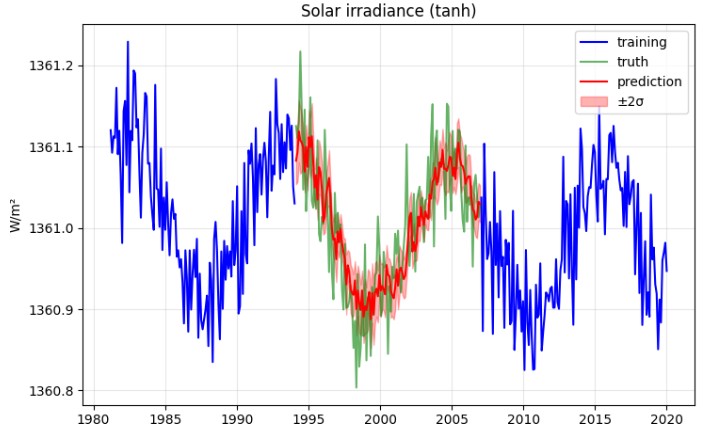 Solar irradiance (tanh)
training
truth
prediction
±2σ
W/m²
1361.2
1361.1
1361.0
1360.9
1360.8
1980 1985 1990 1995 2000 2005 2010 2015 2020